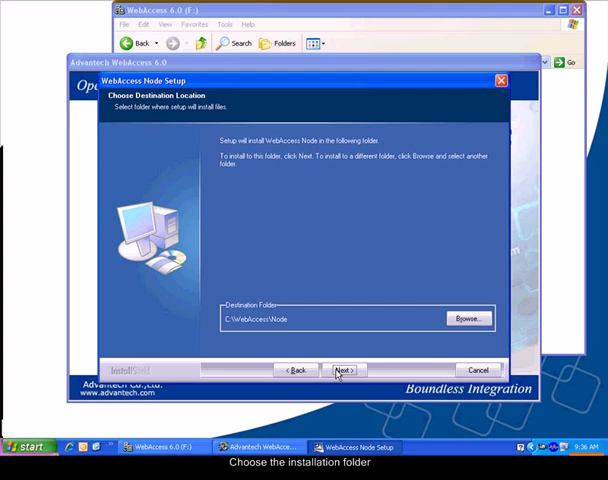 WebAccess 6.0 (F:)
File Edit View Favorites Tools Help
Back Search Folders
Go
Advantech WebAccess 6.0
Ope
WebAccess Node Setup
Choose Destination Location
Select folder where setup will install files.
Setup will install WebAccess Node in the following folder.
To install to this folder, click Next. To install to a different folder, click Browse and select another
folder.
Destination Folder
C:\WebAccess\Node
Browse...
InstallShield
< Back Next > Cancel
Advantech Co.,Ltd.
www.advantech.com
Boundless Integration
start WebAccess 6.0 (F:) Advantech WebAcce... WebAccess Node Setup 9:36 AM
Choose the installation folder